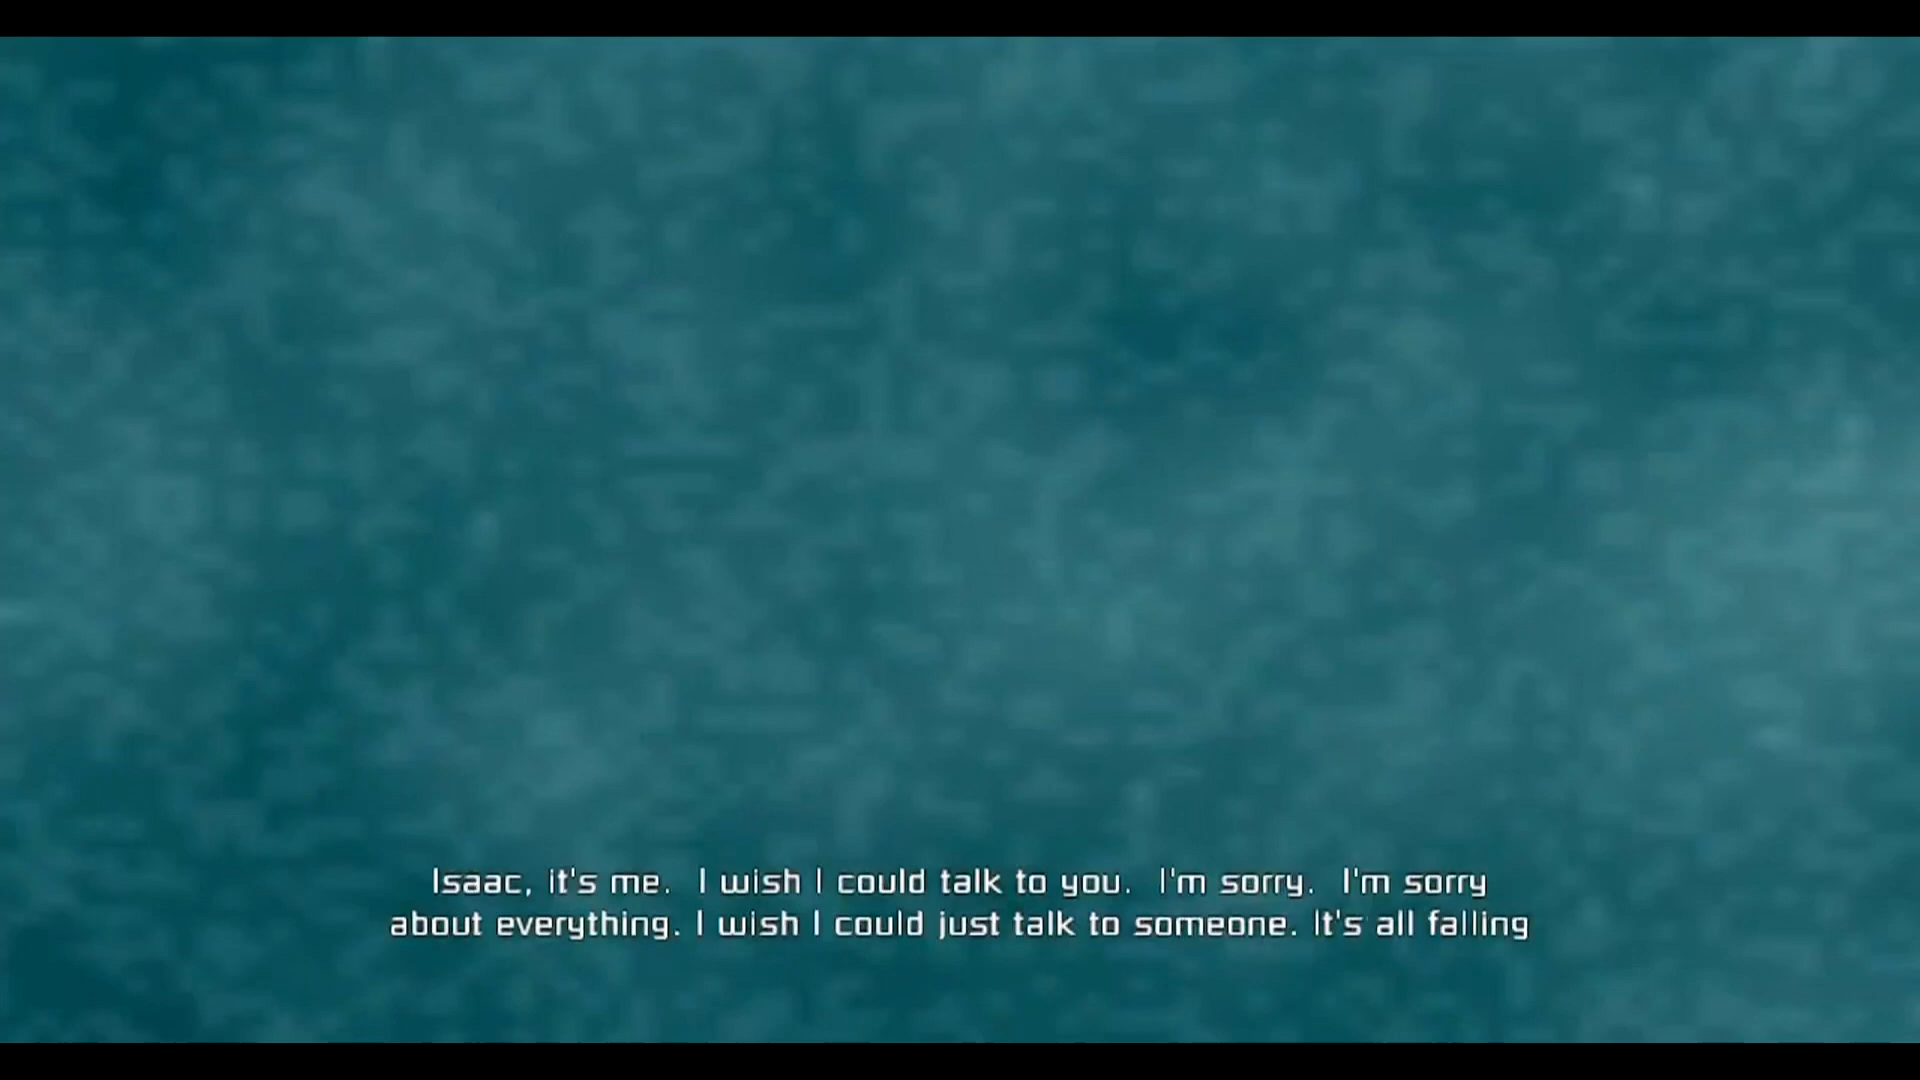 Isaac, it's me.  I wish I could talk to you.  I'm sorry.  I'm sorry
about everything. I wish I could just talk to someone. It's all falling